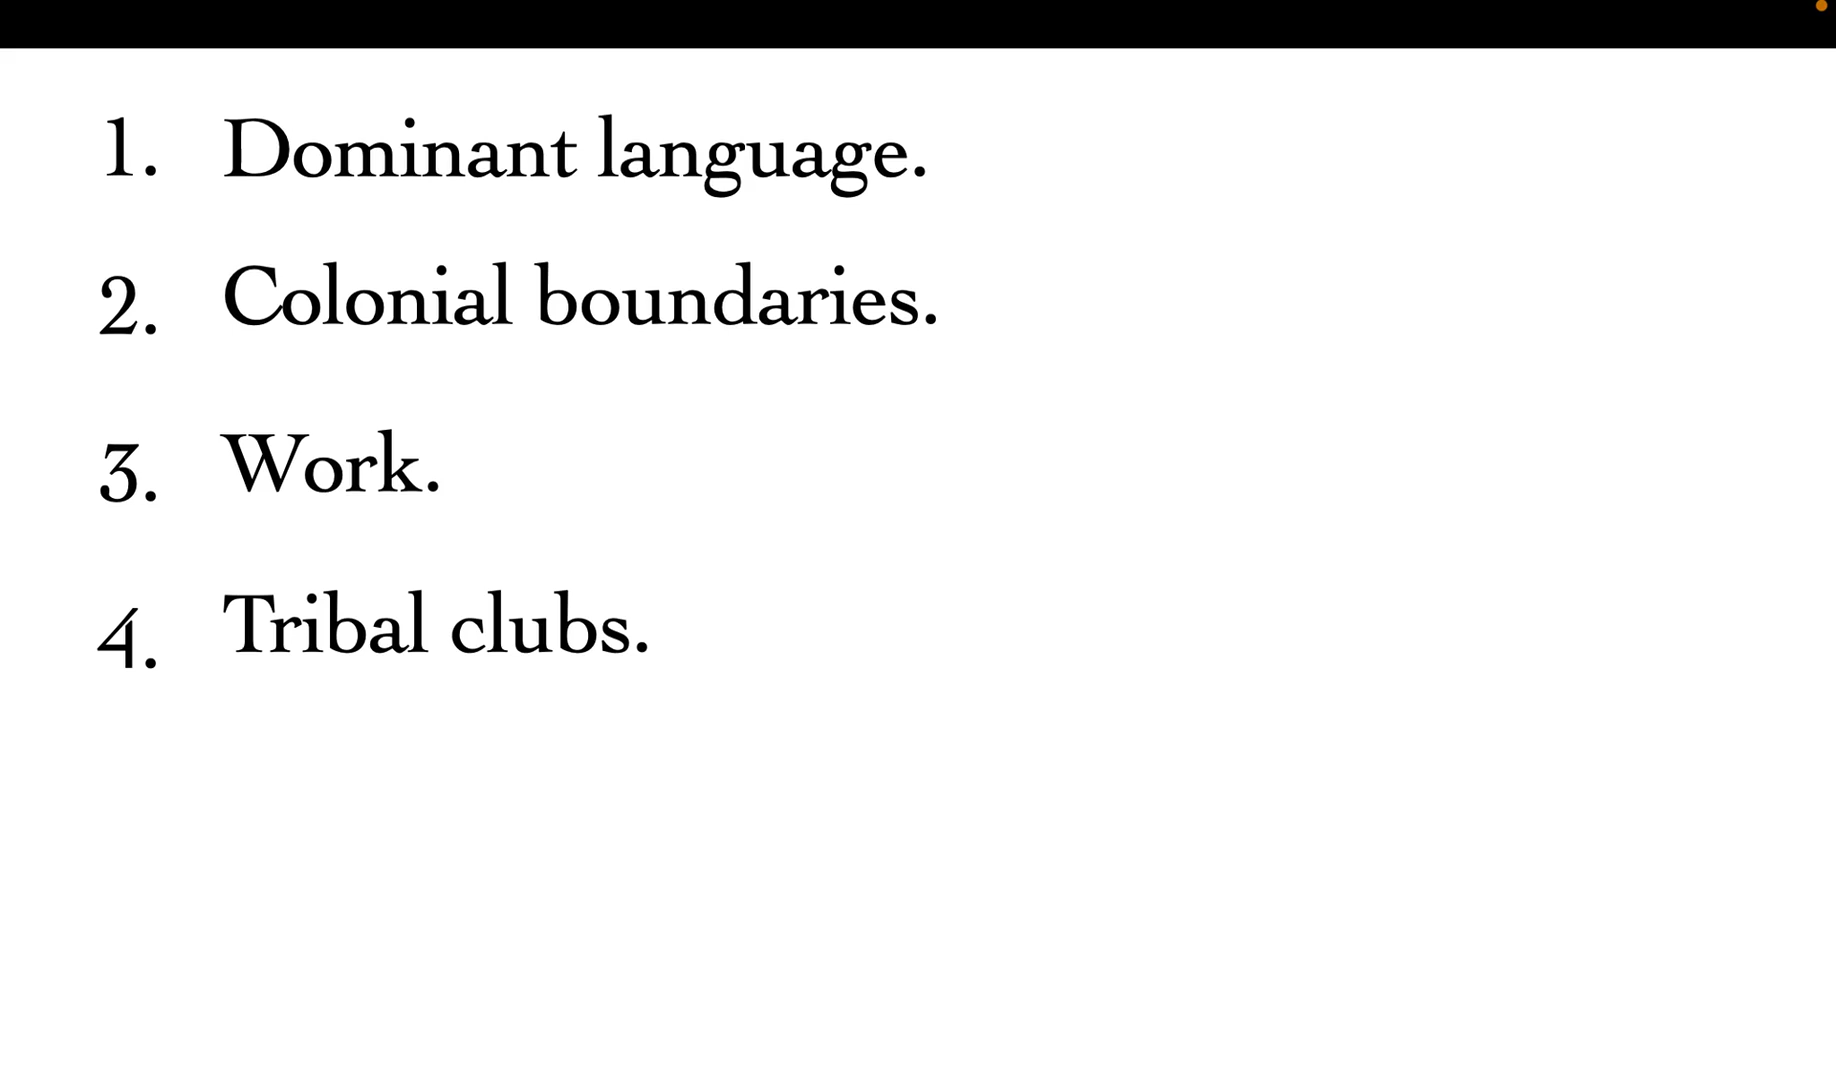 1. Dominant language.
2. Colonial boundaries.
3. Work.
4. Tribal clubs.